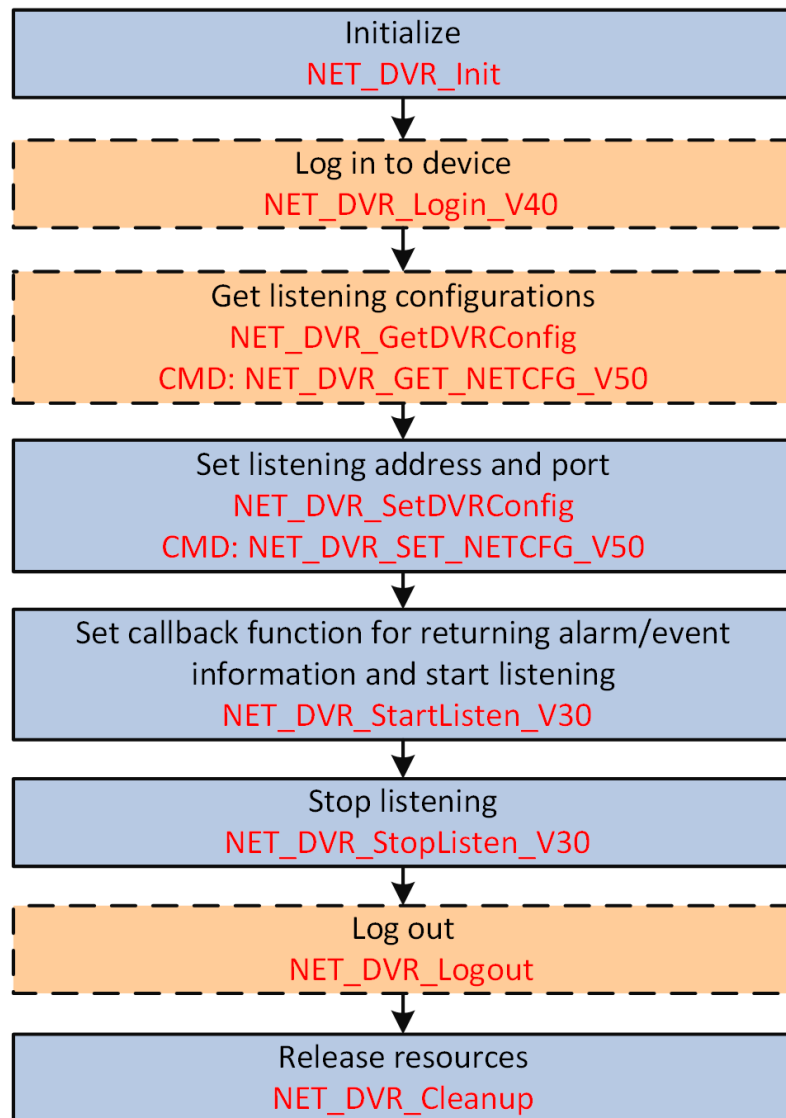 Initialize
NET_DVR_Init
Log in to device
NET_DVR_Login_V40
Get listening configurations
NET_DVR_GetDVRConfig
CMD: NET_DVR_GET_NETCFG_V50
Set listening address and port
NET_DVR_SetDVRConfig
CMD: NET_DVR_SET_NETCFG_V50
Set callback function for returning alarm/event
information and start listening
NET_DVR_StartListen_V30
Stop listening
NET_DVR_StopListen_V30
Log out
NET_DVR_Logout
Release resources
NET_DVR_Cleanup